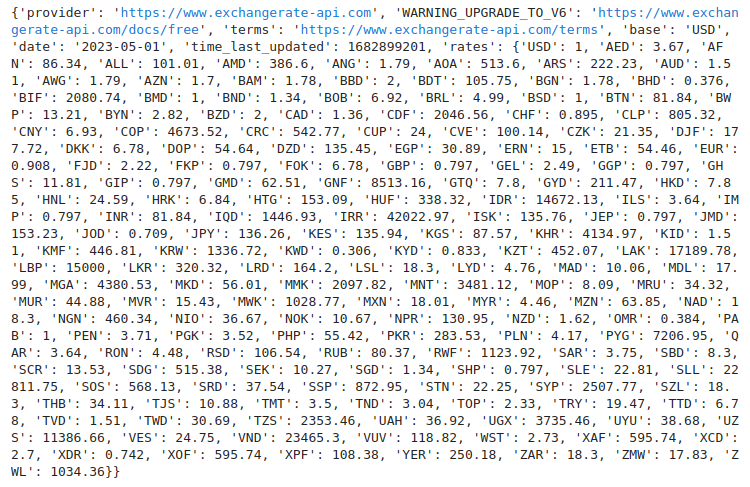 {'provider': 'https://www.exchangerate-api.com', 'WARNING_UPGRADE_TO_V6': 'https://www.exchan
gerate-api.com/docs/free', 'terms': 'https://www.exchangerate-api.com/terms', 'base': 'USD',
'date': '2023-05-01', 'time_last_updated': 1682899201, 'rates': {'USD': 1, 'AED': 3.67, 'AF
N': 86.34, 'ALL': 101.01, 'AMD': 386.6, 'ANG': 1.79, 'AOA': 513.6, 'ARS': 222.23, 'AUD': 1.5
1, 'AWG': 1.79, 'AZN': 1.7, 'BAM': 1.78, 'BBD': 2, 'BDT': 105.75, 'BGN': 1.78, 'BHD': 0.376,
'BIF': 2080.74, 'BMD': 1, 'BND': 1.34, 'BOB': 6.92, 'BRL': 4.99, 'BSD': 1, 'BTN': 81.84, 'BW
P': 13.21, 'BYN': 2.82, 'BZD': 2, 'CAD': 1.36, 'CDF': 2046.56, 'CHF': 0.895, 'CLP': 805.32,
'CNY': 6.93, 'COP': 4673.52, 'CRC': 542.77, 'CUP': 24, 'CVE': 100.14, 'CZK': 21.35, 'DJF': 17
7.72, 'DKK': 6.78, 'DOP': 54.64, 'DZD': 135.45, 'EGP': 30.89, 'ERN': 15, 'ETB': 54.46, 'EUR':
0.908, 'FJD': 2.22, 'FKP': 0.797, 'FOK': 6.78, 'GBP': 0.797, 'GEL': 2.49, 'GGP': 0.797, 'GH
S': 11.81, 'GIP': 0.797, 'GMD': 62.51, 'GNF': 8513.16, 'GTQ': 7.8, 'GYD': 211.47, 'HKD': 7.8
5, 'HNL': 24.59, 'HRK': 6.84, 'HTG': 153.09, 'HUF': 338.32, 'IDR': 14672.13, 'ILS': 3.64, 'IM
P': 0.797, 'INR': 81.84, 'IQD': 1446.93, 'IRR': 42022.97, 'ISK': 135.76, 'JEP': 0.797, 'JMD':
153.23, 'JOD': 0.709, 'JPY': 136.26, 'KES': 135.94, 'KGS': 87.57, 'KHR': 4134.97, 'KID': 1.5
1, 'KMF': 446.81, 'KRW': 1336.72, 'KWD': 0.306, 'KYD': 0.833, 'KZT': 452.07, 'LAK': 17189.78,
'LBP': 15000, 'LKR': 320.32, 'LRD': 164.2, 'LSL': 18.3, 'LYD': 4.76, 'MAD': 10.06, 'MDL': 17.
99, 'MGA': 4380.53, 'MKD': 56.01, 'MMK': 2097.82, 'MNT': 3481.12, 'MOP': 8.09, 'MRU': 34.32,
'MUR': 44.88, 'MVR': 15.43, 'MWK': 1028.77, 'MXN': 18.01, 'MYR': 4.46, 'MZN': 63.85, 'NAD': 1
8.3, 'NGN': 460.34, 'NIO': 36.67, 'NOK': 10.67, 'NPR': 130.95, 'NZD': 1.62, 'OMR': 0.384, 'PA
B': 1, 'PEN': 3.71, 'PGK': 3.52, 'PHP': 55.42, 'PKR': 283.53, 'PLN': 4.17, 'PYG': 7206.95, 'Q
AR': 3.64, 'RON': 4.48, 'RSD': 106.54, 'RUB': 80.37, 'RWF': 1123.92, 'SAR': 3.75, 'SBD': 8.3,
'SCR': 13.53, 'SDG': 515.38, 'SEK': 10.27, 'SGD': 1.34, 'SHP': 0.797, 'SLE': 22.81, 'SLL': 22
811.75, 'SOS': 568.13, 'SRD': 37.54, 'SSP': 872.95, 'STN': 22.25, 'SYP': 2507.77, 'SZL': 18.
3, 'THB': 34.11, 'TJS': 10.88, 'TMT': 3.5, 'TND': 3.04, 'TOP': 2.33, 'TRY': 19.47, 'TTD': 6.7
8, 'TVD': 1.51, 'TWD': 30.69, 'TZS': 2353.46, 'UAH': 36.92, 'UGX': 3735.46, 'UYU': 38.68, 'UZ
S': 11386.66, 'VES': 24.75, 'VND': 23465.3, 'VUV': 118.82, 'WST': 2.73, 'XAF': 595.74, 'XCD':
2.7, 'XDR': 0.742, 'XOF': 595.74, 'XPF': 108.38, 'YER': 250.18, 'ZAR': 18.3, 'ZMW': 17.83, 'Z
WL': 1034.36}}